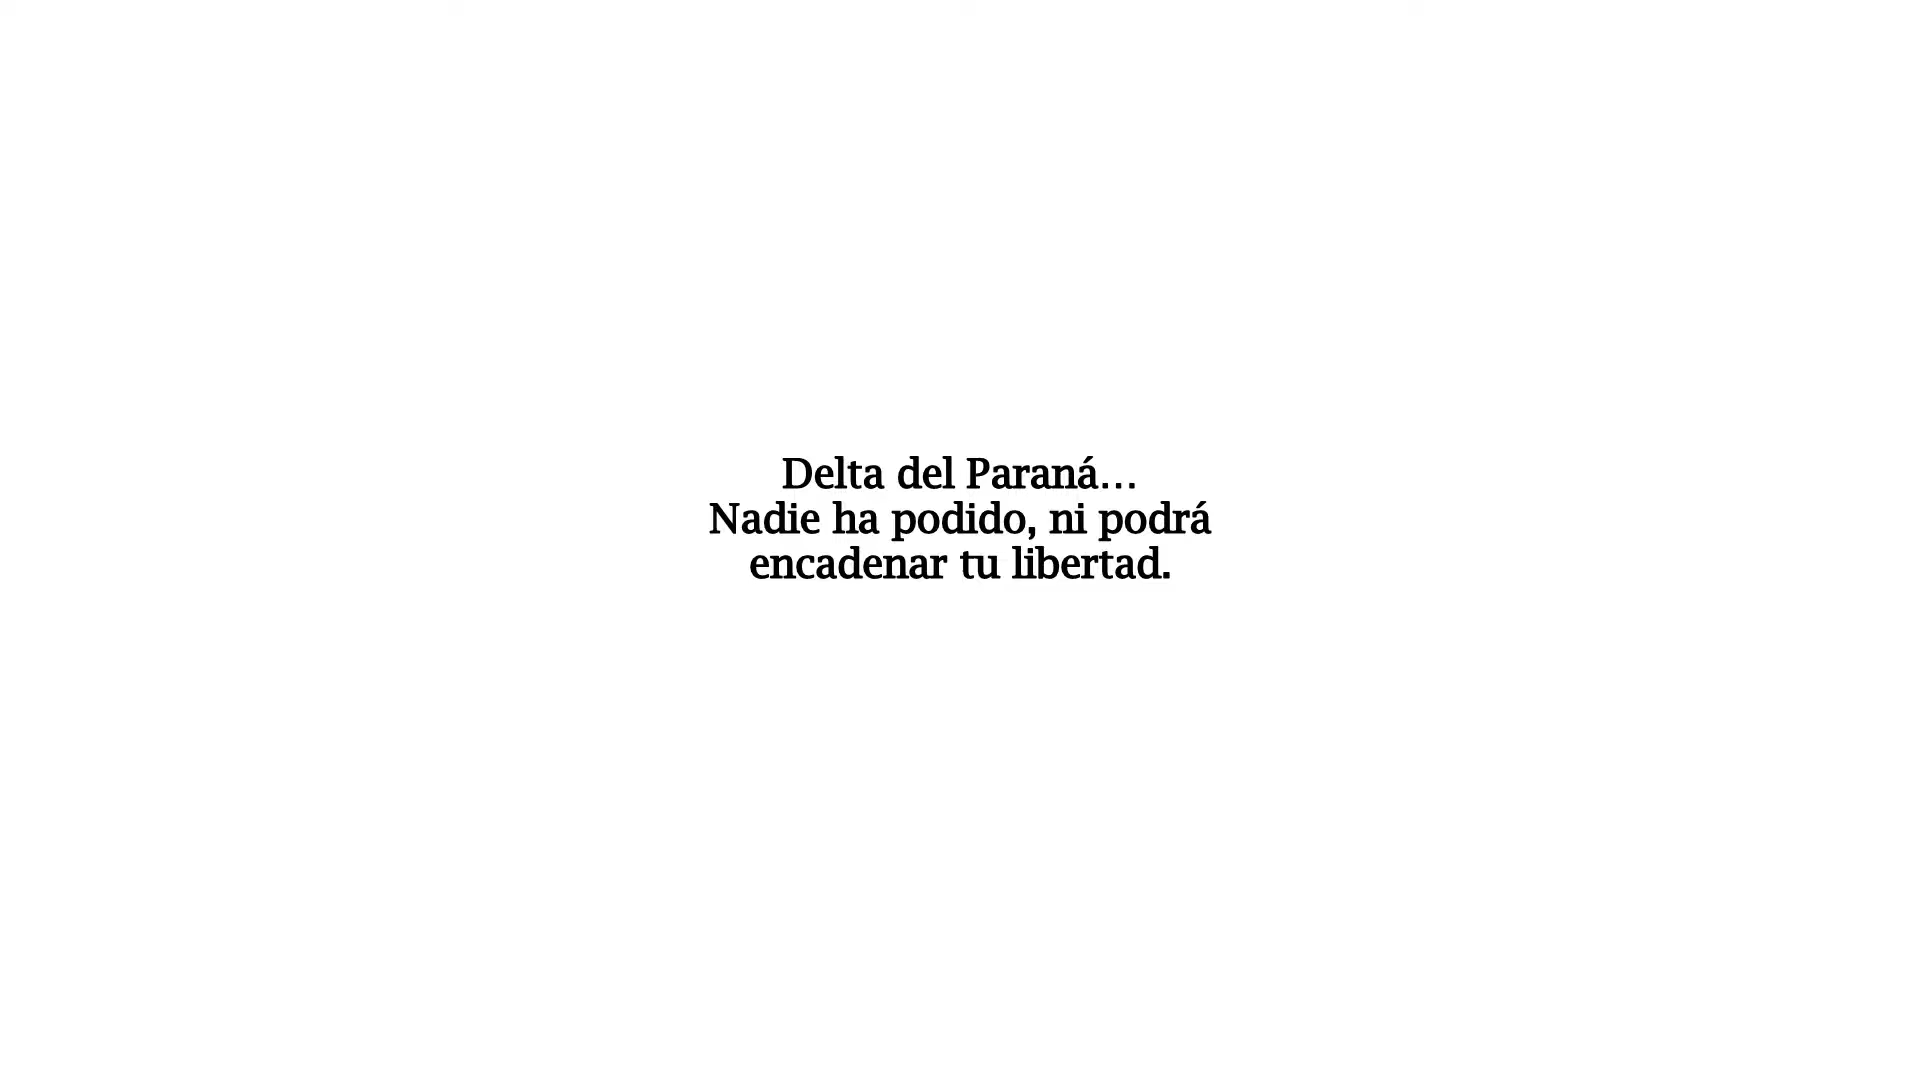 Delta del Paraná…
Nadie ha podido, ni podrá
encadenar tu libertad.